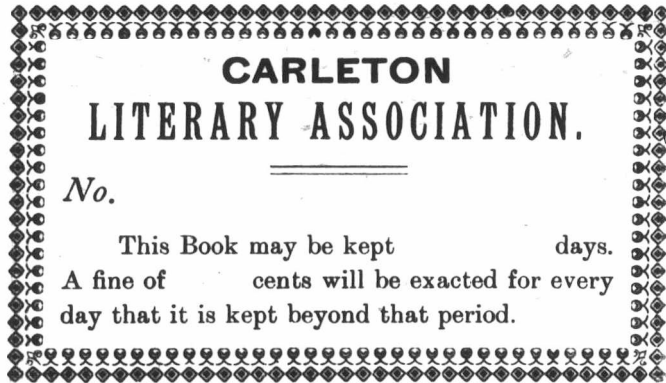 CARLETON
LITERARY ASSOCIATION.
No.
This Book may be kept days.
A fine of cents will be exacted for every
day that it is kept beyond that period.